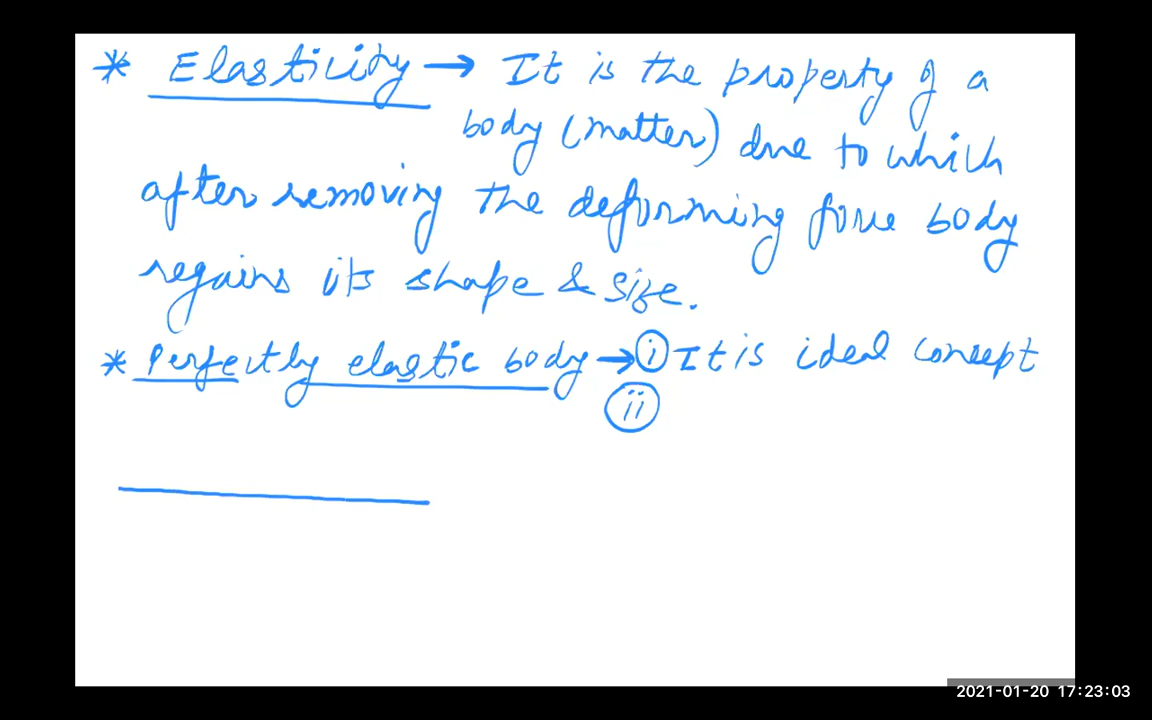 * Elasticity → It is the property of a
body (matter) due to which
after removing the deforming force body
regains its shape & size.
* Perfectly elastic body → (i) It is ideal concept
(ii)
2021-01-20 17:23:03